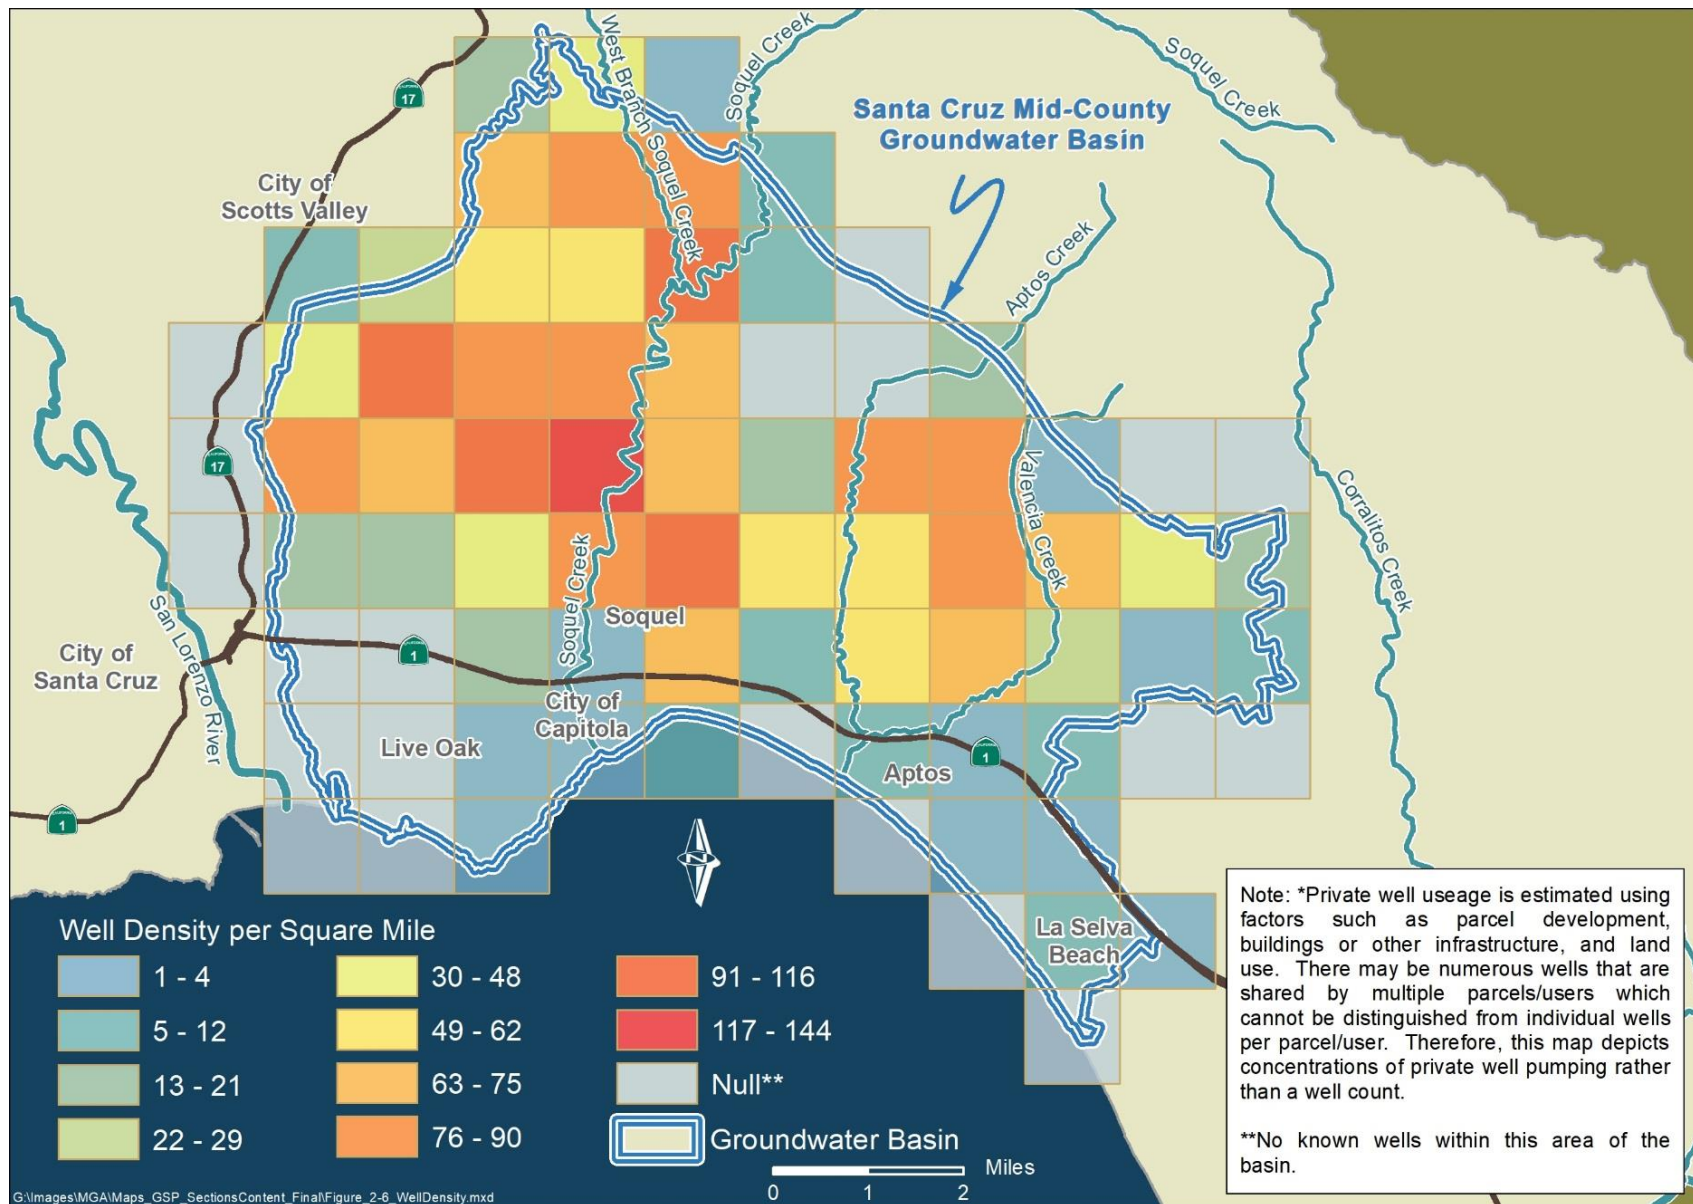 West Branch Soquel Creek
Soquel Creek
Soquel Creek
17
Santa Cruz Mid-County
Groundwater Basin
City of
Scotts Valley
Aptos Creek
17
Valencia Creek
Corralitos Creek
San Lorenzo River
Soquel Creek
Soquel
1
City of
Santa Cruz
City of
Capitola
Live Oak
1
Aptos
1
N
La Selva
Beach
Well Density per Square Mile
1 - 4
5 - 12
13 - 21
22 - 29
30 - 48
49 - 62
63 - 75
76 - 90
91 - 116
117 - 144
Null**
Groundwater Basin
Miles
0 1 2
Note: *Private well useage is estimated using
factors such as parcel development,
buildings or other infrastructure, and land
use. There may be numerous wells that are
shared by multiple parcels/users which
cannot be distinguished from individual wells
per parcel/user. Therefore, this map depicts
concentrations of private well pumping rather
than a well count.
**No known wells within this area of the
basin.
G:\Images\MGA\Maps_GSP_SectionsContent_Final\Figure_2-6_WellDensity.mxd